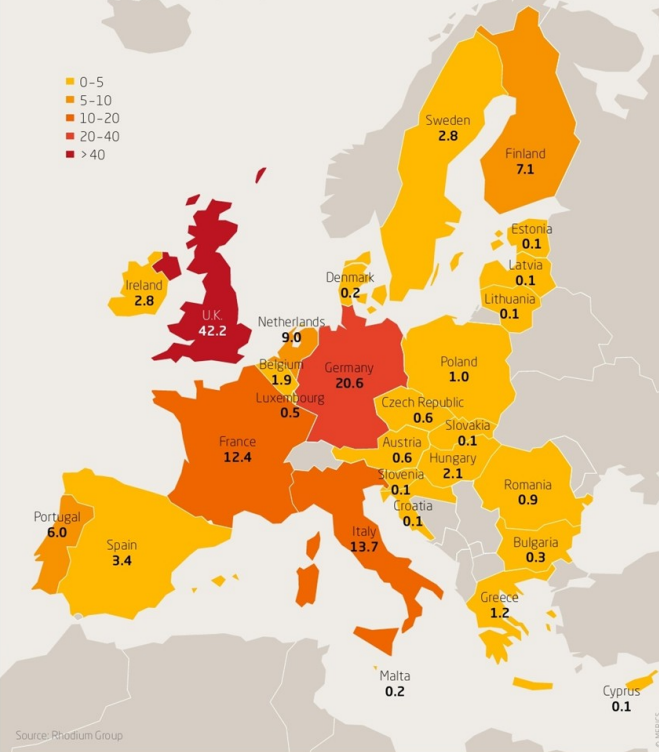 0-5
5-10
10-20
20-40
>40
Sweden
2.8
Finland
7.1
Estonia
0.1
Latvia
0.1
Lithuania
0.1
Denmark
0.2
Ireland
2.8
U.K.
42.2
Netherlands
9.0
Belgium
1.9
Luxembourg
0.5
Germany
20.6
Poland
1.0
Czech Republic
0.6
Slovakia
0.1
Austria
0.6
Hungary
2.1
Slovenia
0.1
Croatia
0.1
France
12.4
Romania
0.9
Bulgaria
0.3
Portugal
6.0
Spain
3.4
Italy
13.7
Greece
1.2
Malta
0.2
Cyprus
0.1
Source: Rhodium Group
© MERICS